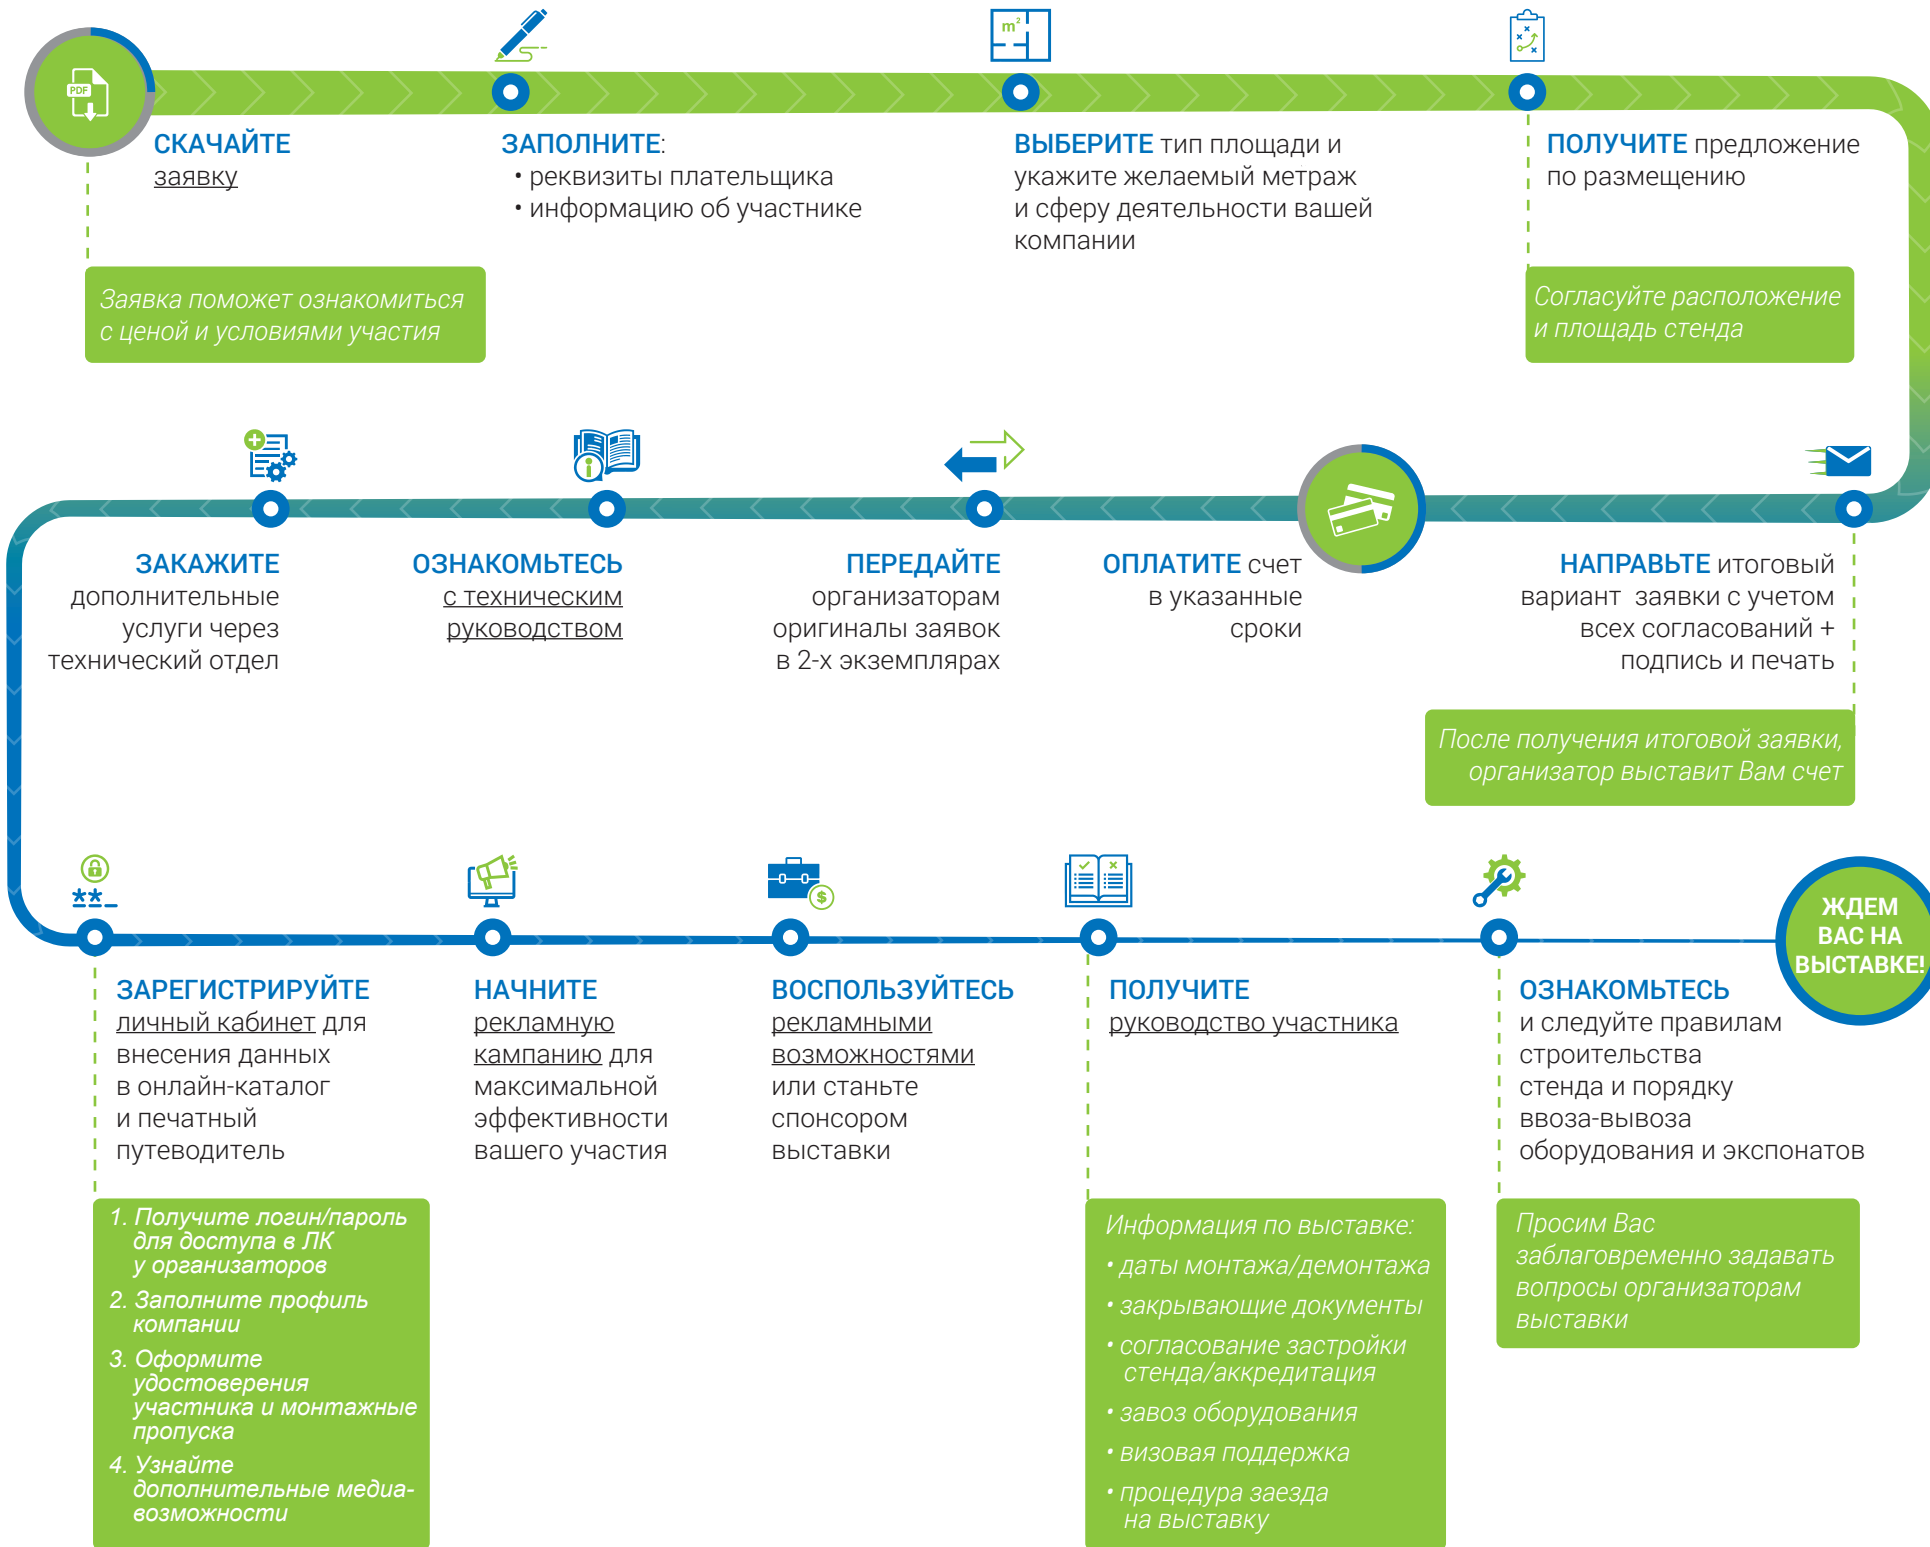 PDF
СКАЧАЙТЕ
заявку
Заявка поможет ознакомиться
с ценой и условиями участия
ЗАПОЛНИТЕ:
• реквизиты плательщика
• информацию об участнике
m²
ВЫБЕРИТЕ тип площади и
укажите желаемый метраж
и сферу деятельности вашей
компании
ПОЛУЧИТЕ предложение
по размещению
Согласуйте расположение
и площадь стенда
НАПРАВЬТЕ итоговый
вариант заявки с учетом
всех согласований +
подпись и печать
После получения итоговой заявки,
организатор выставит Вам счет
ОПЛАТИТЕ счет
в указанные
сроки
ПЕРЕДАЙТЕ
организаторам
оригиналы заявок
в 2-х экземплярах
ОЗНАКОМЬТЕСЬ
с техническим
руководством
ЗАКАЖИТЕ
дополнительные
услуги через
технический отдел
**_
ЗАРЕГИСТРИРУЙТЕ
личный кабинет для
внесения данных
в онлайн-каталог
и печатный
путеводитель
1. Получите логин/пароль
для доступа в ЛК
у организаторов
2. Заполните профиль
компании
3. Оформите
удостоверения
участника и монтажные
пропуска
4. Узнайте
дополнительные медиа-
возможности
НАЧНИТЕ
рекламную
кампанию для
максимальной
эффективности
вашего участия
$
ВОСПОЛЬЗУЙТЕСЬ
рекламными
возможностями
или станьте
спонсором
выставки
ПОЛУЧИТЕ
руководство участника
Информация по выставке:
• даты монтажа/демонтажа
• закрывающие документы
• согласование застройки
стенда/аккредитация
• завоз оборудования
• визовая поддержка
• процедура заезда
на выставку
ОЗНАКОМЬТЕСЬ
и следуйте правилам
строительства
стенда и порядку
ввоза-вывоза
оборудования и экспонатов
Просим Вас
заблаговременно задавать
вопросы организаторам
выставки
ЖДЕМ
ВАС НА
ВЫСТАВКЕ!